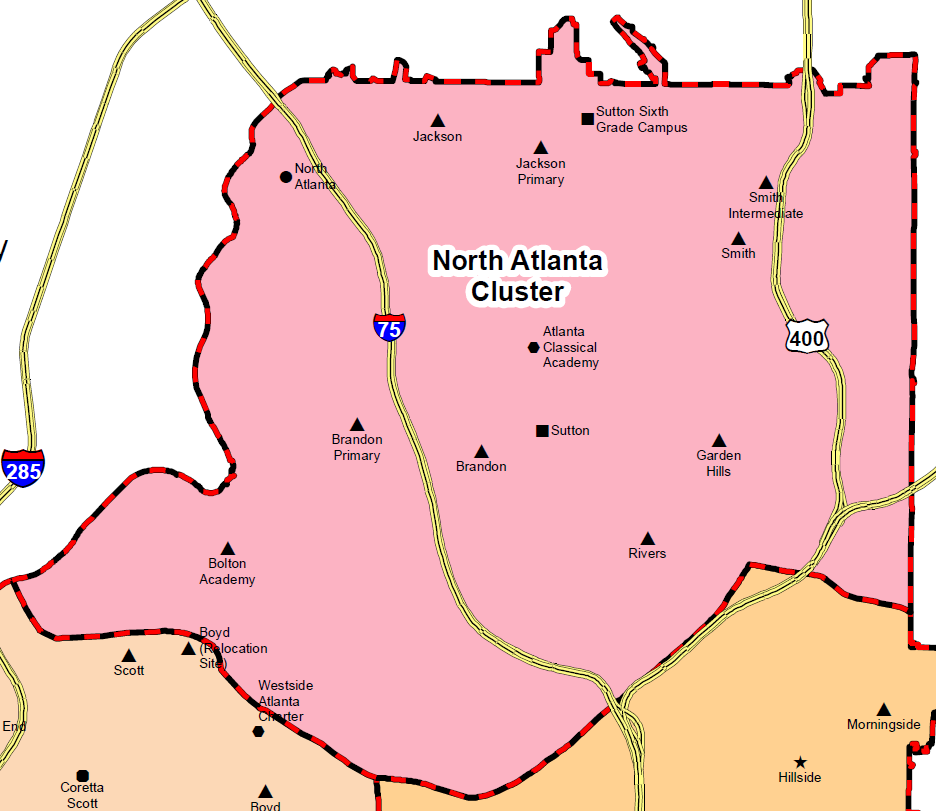 Sutton Sixth
Grade Campus
Jackson
Jackson
Primary
North
Atlanta
Smith
Intermediate
Smith
North Atlanta
Cluster
75
400
Atlanta
Classical
Academy
Brandon
Primary
Sutton
Brandon
Garden
Hills
285
Rivers
Bolton
Academy
Boyd
(Relocation
Site)
Scott
Westside
Atlanta
Charter
End
Morningside
Hillside
Coretta
Scott
Boyd